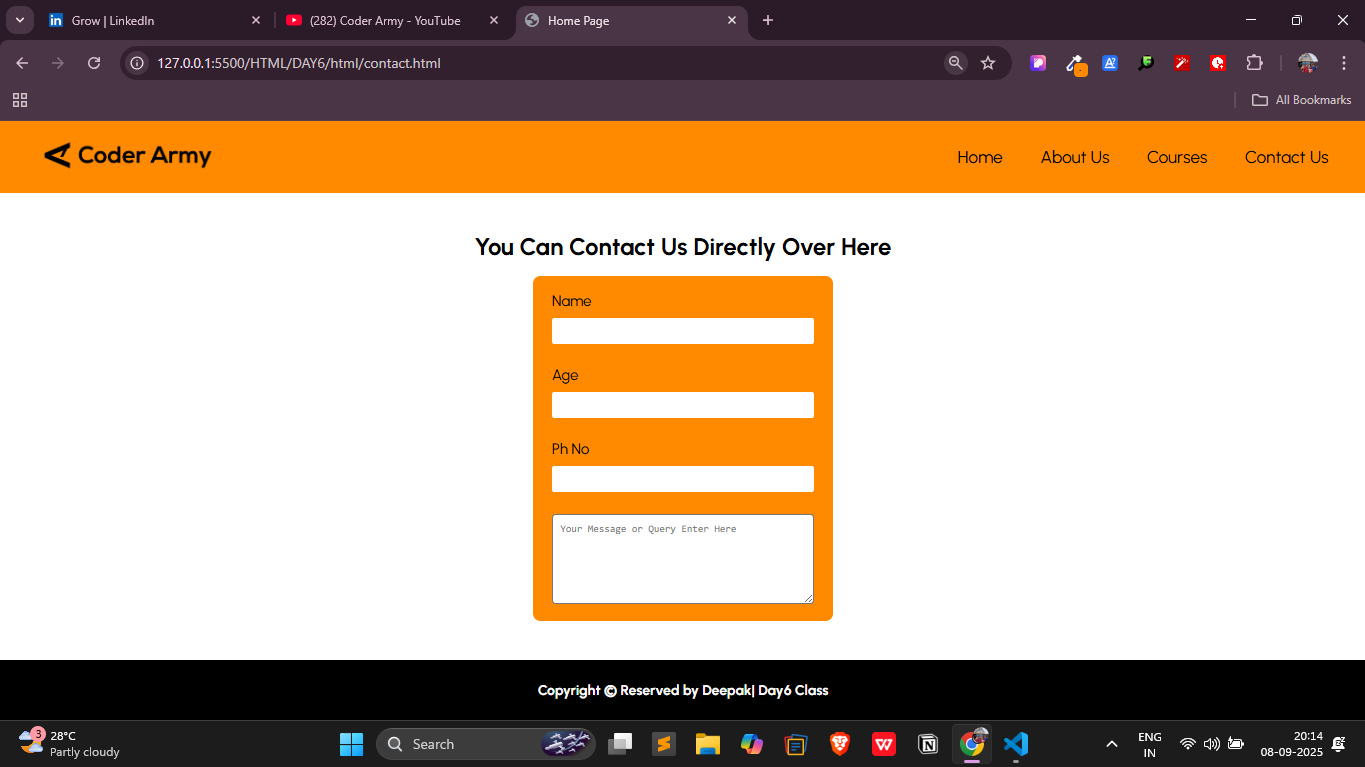 Grow | LinkedIn
(282) Coder Army - YouTube
Home Page
127.0.0.1:5500/HTML/DAY6/html/contact.html
All Bookmarks
Coder Army
Home
About Us
Courses
Contact Us
You Can Contact Us Directly Over Here
Name
Age
Ph No
Your Message or Query Enter Here
Copyright © Reserved by Deepak| Day6 Class
3
28°C
Partly cloudy
Search
ENG
IN
20:14
08-09-2025